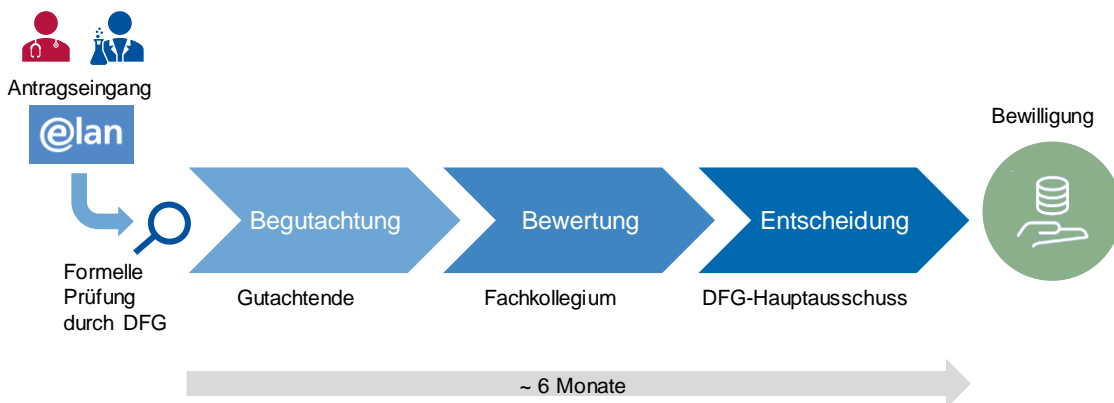 Antragseingang
elan
Formelle
Prüfung
durch DFG
Begutachtung
Gutachtende
Bewertung
Fachkollegium
Entscheidung
DFG-Hauptausschuss
Bewilligung
~ 6 Monate